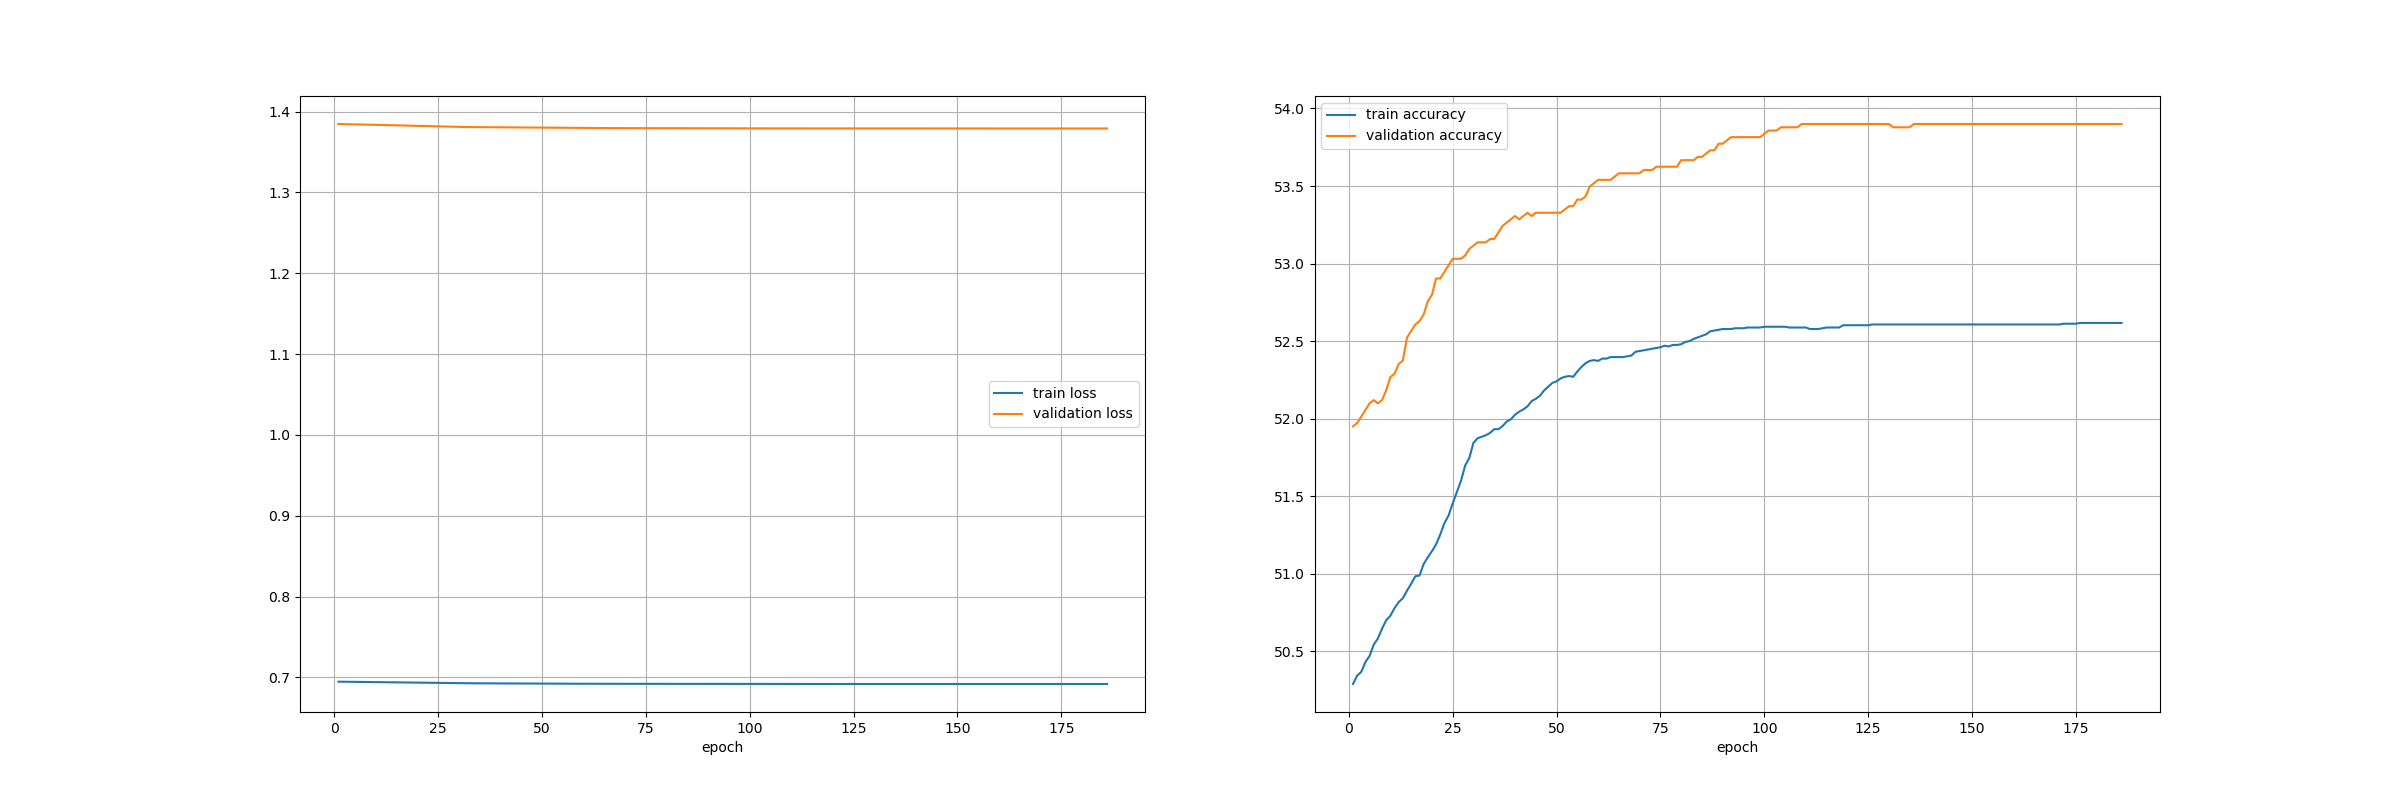 1.4
1.3
1.2
1.1
1.0
0.9
0.8
0.7
0 25 50 75 100 125 150 175
epoch
train loss
validation loss
54.0
53.5
53.0
52.5
52.0
51.5
51.0
50.5
0 25 50 75 100 125 150 175
epoch
train accuracy
validation accuracy